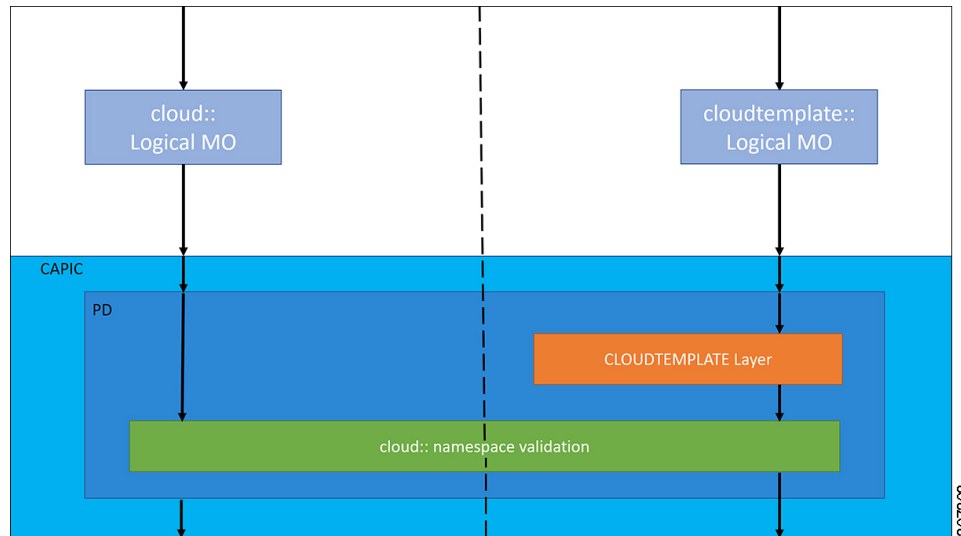 cloud::
Logical MO
cloudtemplate::
Logical MO
CAPIC
PD
CLOUDTEMPLATE Layer
cloud:: namespace validation